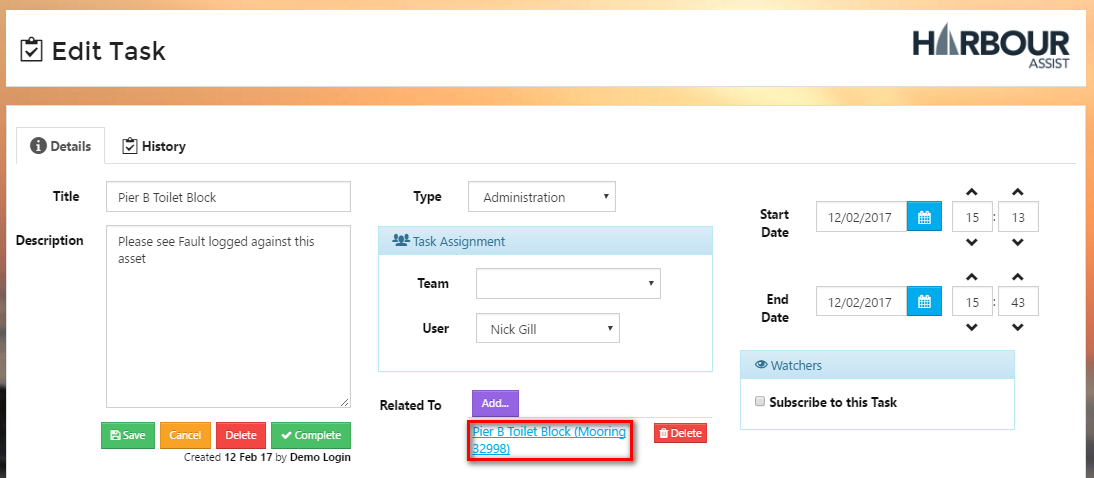 Edit Task
HARBOUR
ASSIST
Details
History
Title
Pier B Toilet Block
Description
Please see Fault logged against this
asset
Save
Cancel
Delete
Complete
Created 12 Feb 17 by Demo Login
Type
Administration
Task Assignment
Team
User
Nick Gill
Related To
Add...
Pier B Toilet Block (Mooring
32998)
Delete
Start
Date
12/02/2017
15
:
13
End
Date
12/02/2017
15
:
43
Watchers
Subscribe to this Task